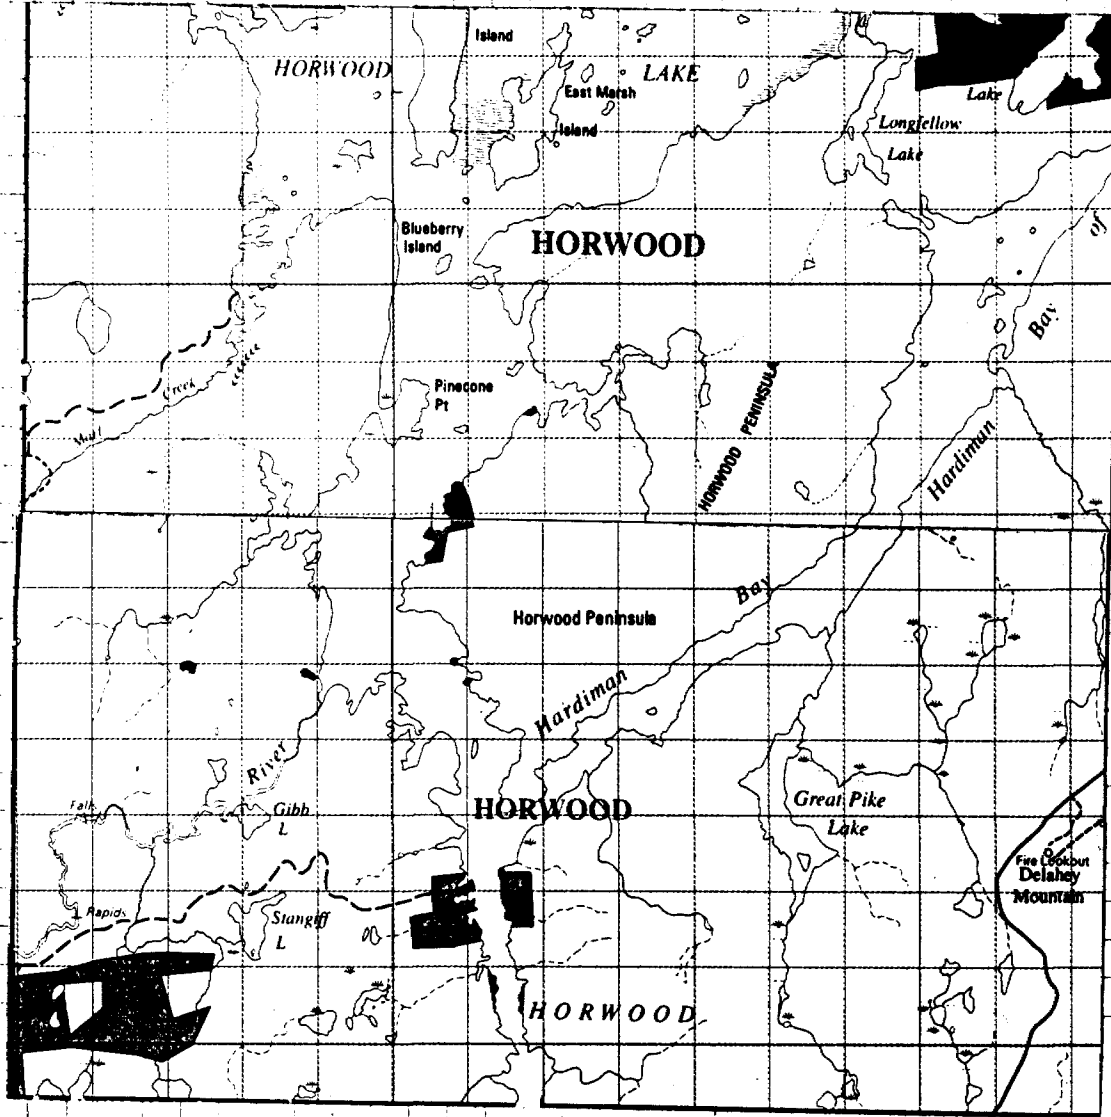 Island
HORWOOD
LAKE
East Marsh
Island
Lake
Longfellow
Lake
Blueberry
Island
HORWOOD
of
Bay
Creek
Pinecone
Pt
HORWOOD PENINSULA
Hardiman
Bay
Horwood Peninsula
Hardiman
River
Gibb
L
HORWOOD
Great Pike
Lake
Fire Lookout
Delahey
Mountain
Rapids
Stangiff
L
HORWOOD